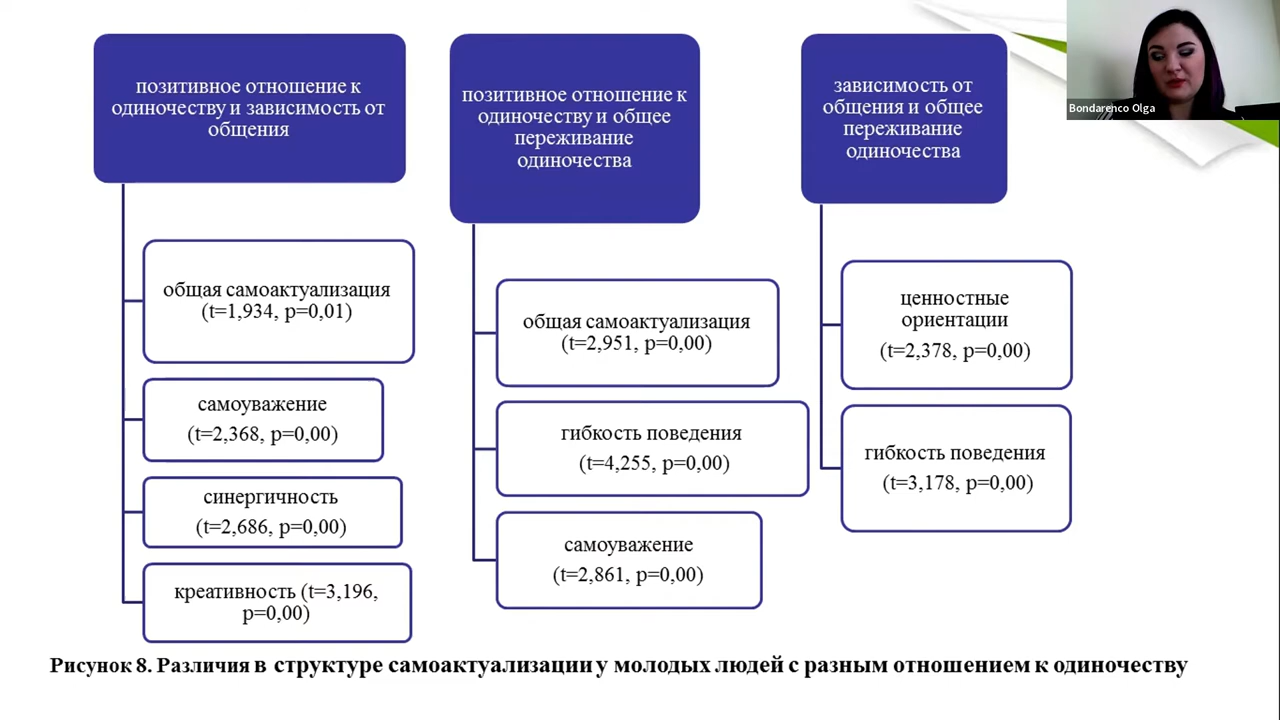 позитивное отношение к
одиночеству и зависимость от
общения
общая самоактуализация
(t=1,934, p=0,01)
самоуважение
(t=2,368, p=0,00)
синергичность
(t=2,686, p=0,00)
креативность (t=3,196,
p=0,00)
позитивное отношение к
одиночеству и общее
переживание
одиночества
общая самоактуализация
(t=2,951, p=0,00)
гибкость поведения
(t=4,255, p=0,00)
самоуважение
(t=2,861, p=0,00)
зависимость от
общения и общее
переживание
одиночества
ценностные
ориентации
(t=2,378, p=0,00)
гибкость поведения
(t=3,178, p=0,00)
Bondarenco Olga
Рисунок 8. Различия в структуре самоактуализации у молодых людей с разным отношением к одиночеству